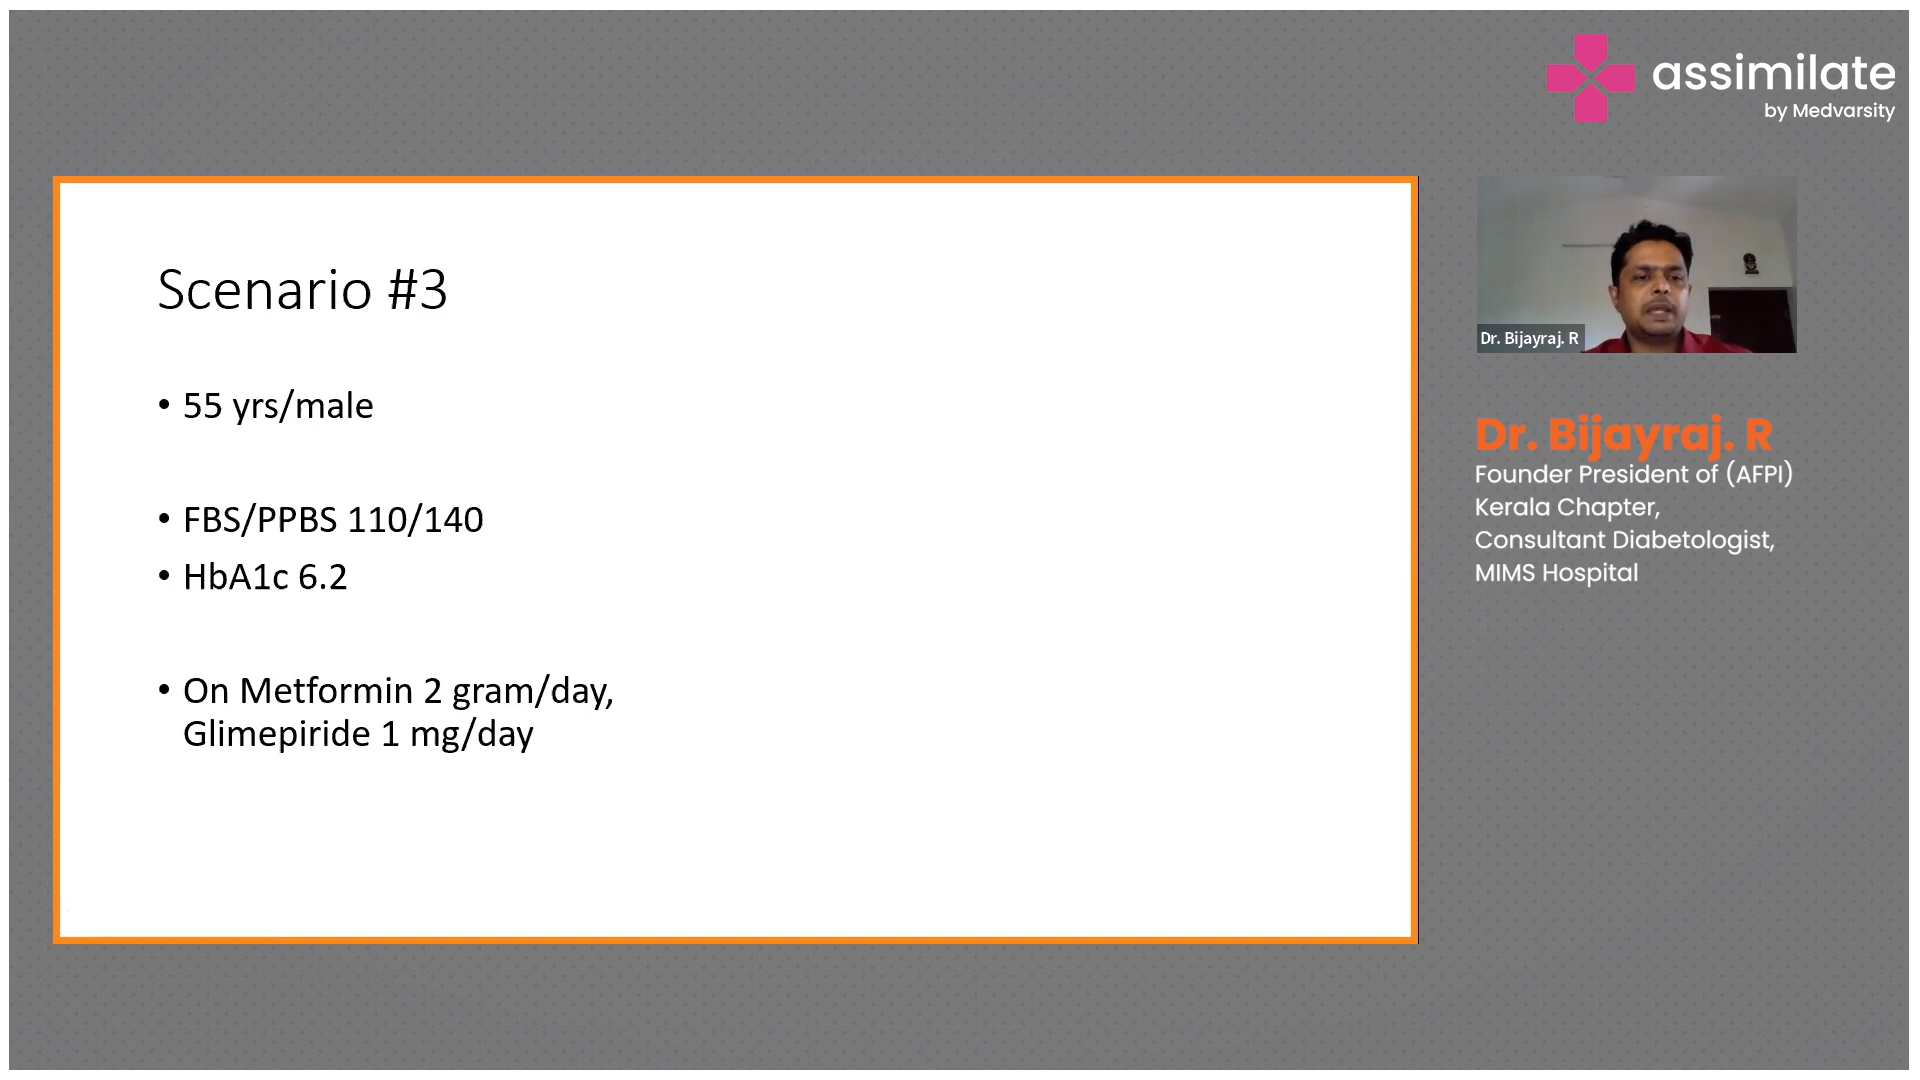 assimilate
by Medvarsity
Scenario #3
• 55 yrs/male
• FBS/PPBS 110/140
• HbA1c 6.2
• On Metformin 2 gram/day,
Glimepiride 1 mg/day
Dr. Bijayraj. R
Dr. Bijayraj. R
Founder President of (AFPI)
Kerala Chapter,
Consultant Diabetologist,
MIMS Hospital